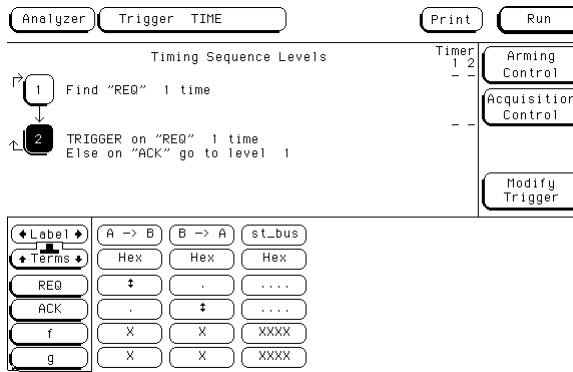 Analyzer Trigger TIME Print Run
Timing Sequence Levels
Timer
1 2
Arming
Control
Acquisition
Control
1 Find "REQ" 1 time
2 TRIGGER on "REQ" 1 time
Else on "ACK" go to level 1
Modify
Trigger
Label A -> B B -> A st_bus
Terms Hex Hex Hex
REQ ↕ . ....
ACK . ↕ ....
f X X XXXX
g X X XXXX